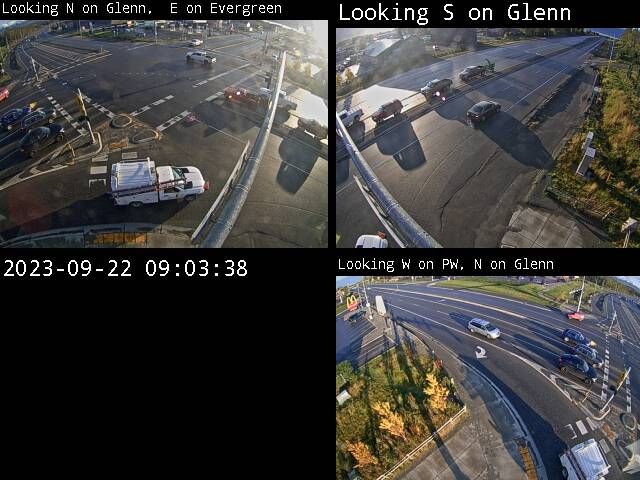 Looking N on Glenn,  E on Evergreen
Looking S on Glenn
2023-09-22 09:03:38
Looking W on PW, N on Glenn